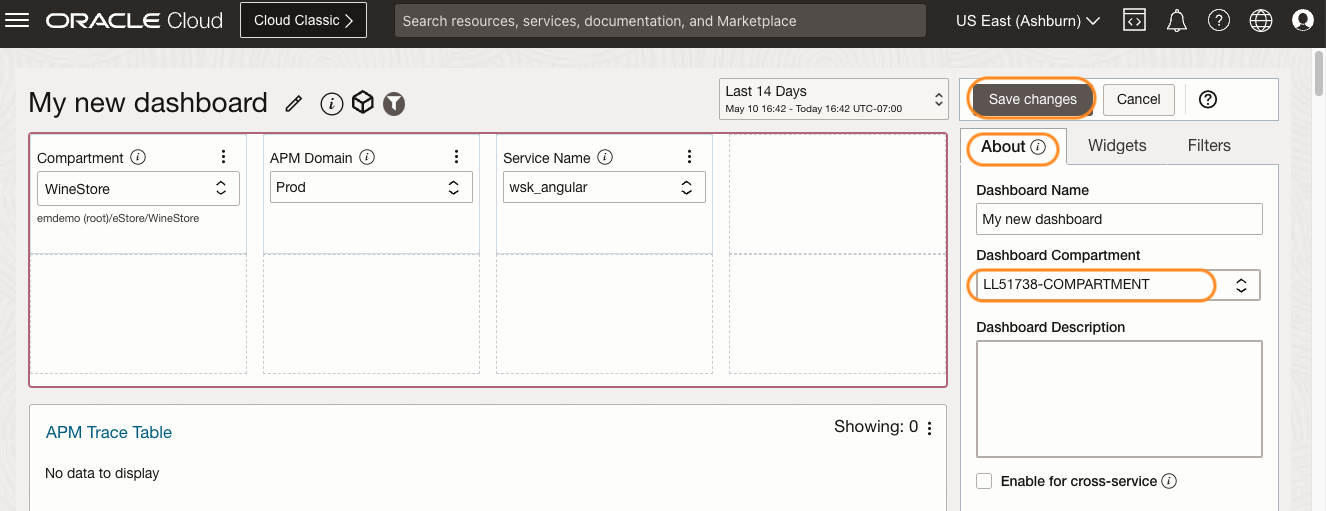 ORACLE Cloud
Cloud Classic
Search resources, services, documentation, and Marketplace
US East (Ashburn)
My new dashboard
Last 14 Days
May 10 16:42 - Today 16:42 UTC-07:00
Save changes
Cancel
Compartment
WineStore
emdemo (root)/eStore/WineStore
APM Domain
Prod
Service Name
wsk_angular
APM Trace Table
Showing: 0
No data to display
About
Widgets
Filters
Dashboard Name
My new dashboard
Dashboard Compartment
LL51738-COMPARTMENT
Dashboard Description
Enable for cross-service